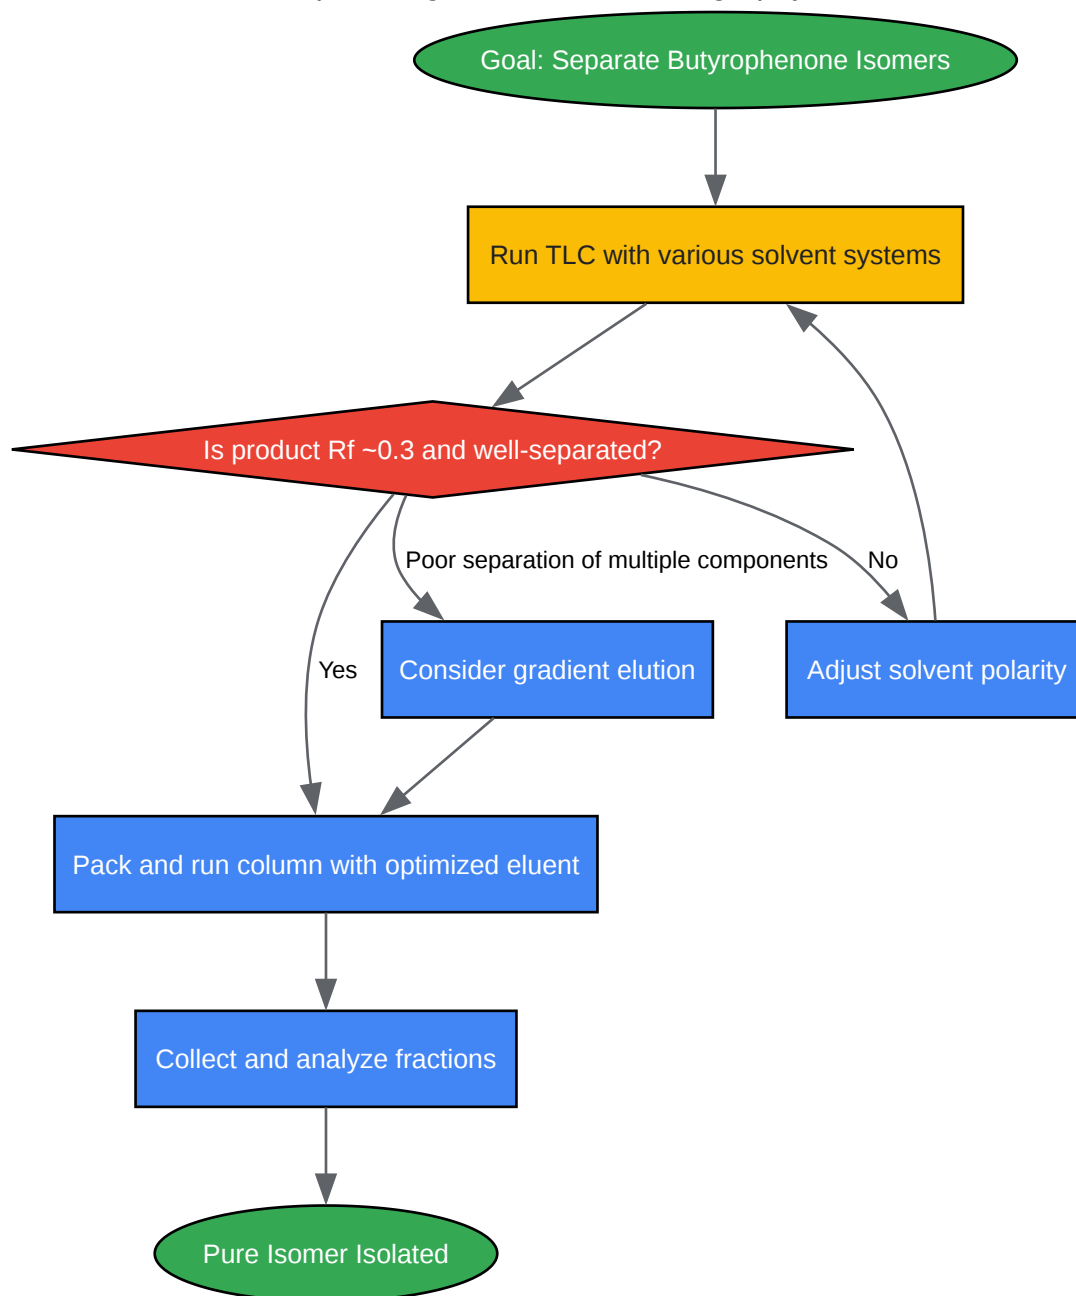 Goal: Separate Butyrophenone Isomers
Run TLC with various solvent systems
Is product Rf ~0.3 and well-separated?
Poor separation of multiple components
No
Yes
Consider gradient elution
Adjust solvent polarity
Pack and run column with optimized eluent
Collect and analyze fractions
Pure Isomer Isolated